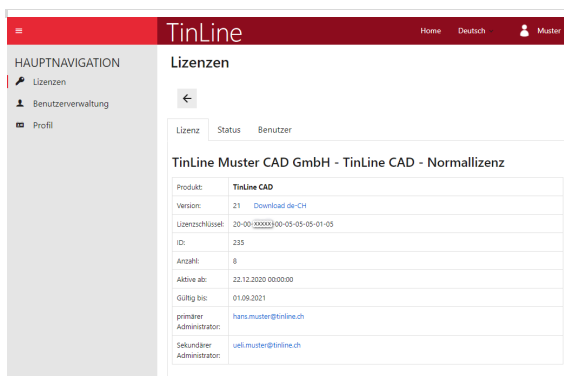 TinLine
Home Deutsch Muster
HAUPTNAVIGATION
Lizenzen
Benutzerverwaltung
Profil
Lizenzen
Lizenz Status Benutzer
TinLine Muster CAD GmbH - TinLine CAD - Normallizenz
Produkt: TinLine CAD
Version: 21 Download de-CH
Lizenzschlüssel: 20-00-xxxxx-00-05-05-05-01-05
ID: 235
Anzahl: 8
Aktive ab: 22.12.2020 00:00:00
Gültig bis: 01.09.2021
primärer
Administrator: hans.muster@tinline.ch
Sekundärer
Administrator: ueli.muster@tinline.ch